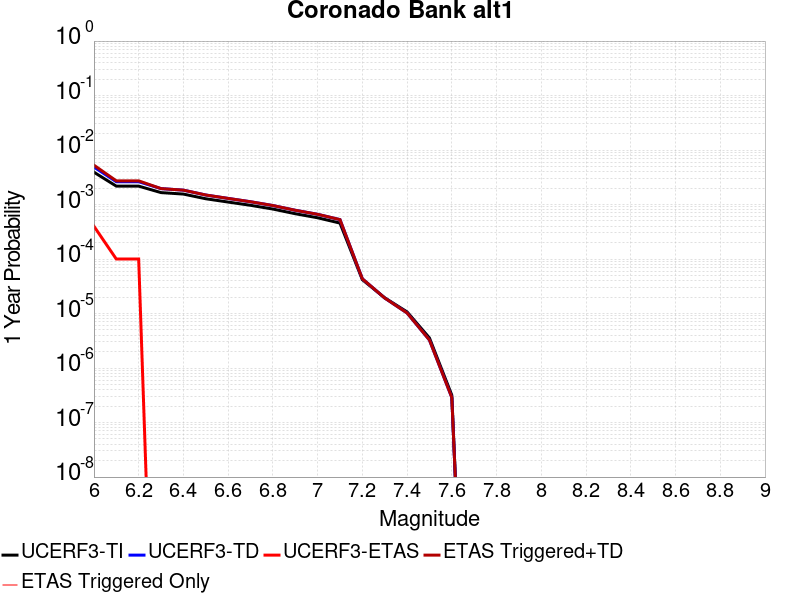 Coronado Bank alt1
10^0
10^-1
10^-2
10^-3
10^-4
10^-5
10^-6
10^-7
10^-8
1 Year Probability
6 6.2 6.4 6.6 6.8 7 7.2 7.4 7.6 7.8 8 8.2 8.4 8.6 8.8 9
Magnitude
UCERF3-TI UCERF3-TD UCERF3-ETAS ETAS Triggered+TD
ETAS Triggered Only